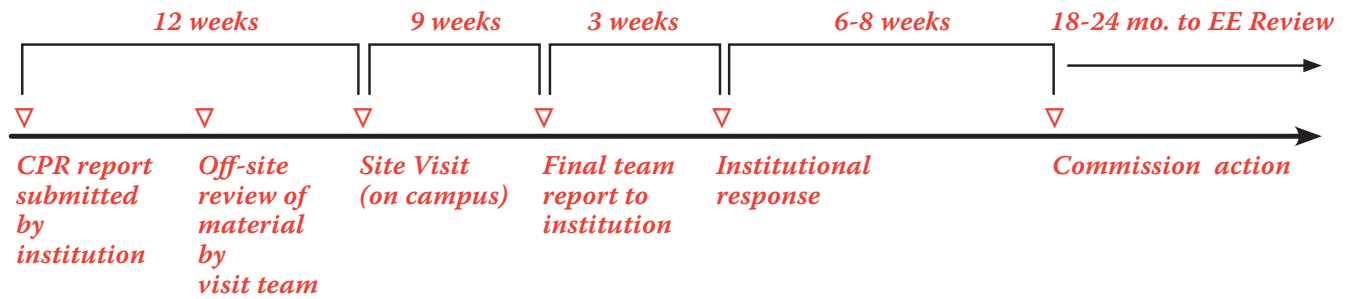 12 weeks
9 weeks
3 weeks
6-8 weeks
18-24 mo. to EE Review
CPR report
submitted
by
institution
Off-site
review of
material
by
visit team
Site Visit
(on campus)
Final team
report to
institution
Institutional
response
Commission action